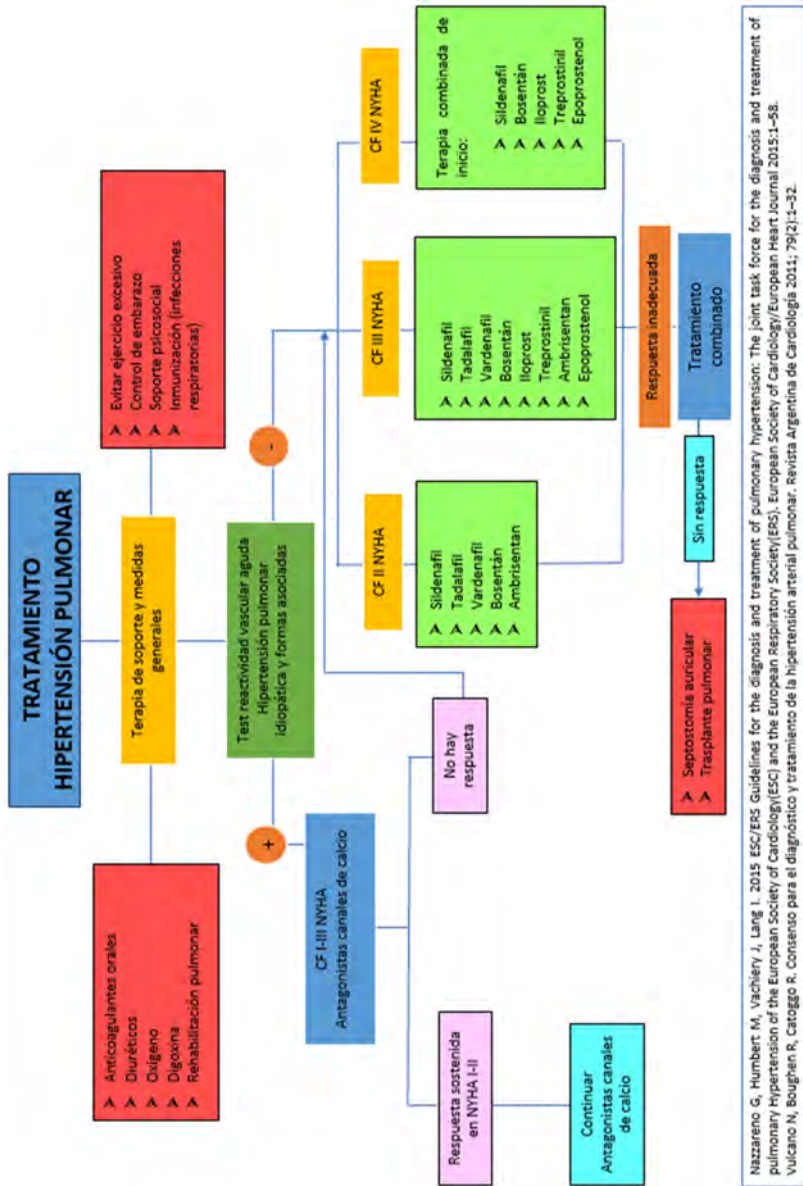 TRATAMIENTO
HIPERTENSIÓN PULMONAR
Terapia de soporte y medidas
generales
➤ Anticoagulantes orales
➤ Diuréticos
➤ Oxígeno
➤ Digoxina
➤ Rehabilitación pulmonar
➤ Evitar ejercicio excesivo
➤ Control de embarazo
➤ Soporte psicosocial
➤ Inmunización (infecciones
respiratorias)
Test reactividad vascular aguda
Hipertensión pulmonar
idiopática y formas asociadas
+
-
CF I-III NYHA
Antagonistas canales de calcio
Respuesta sostenida
en NYHA I-II
No hay
respuesta
Continuar
Antagonistas canales
de calcio
CF II NYHA
➤ Sildenafil
➤ Tadalafil
➤ Vardenafil
➤ Bosentán
➤ Ambrisentan
CF III NYHA
➤ Sildenafil
➤ Tadalafil
➤ Vardenafil
➤ Bosentán
➤ Iloprost
➤ Treprostinil
➤ Ambrisentan
➤ Epoprostenol
CF IV NYHA
Terapia combinada de
inicio:
➤ Sildenafil
➤ Bosentán
➤ Iloprost
➤ Treprostinil
➤ Epoprostenol
Respuesta inadecuada
Tratamiento
combinado
Sin respuesta
➤ Septostomía auricular
➤ Trasplante pulmonar
Nazzareno G, Humbert M, Vachiery J, Lang I. 2015 ESC/ERS Guidelines for the diagnosis and treatment of pulmonary hypertension: The joint task force for the diagnosis and treatment of
pulmonary Hypertension of the European Society of Cardiology(ESC) and the European Respiratory Society(ERS). European Society of Cardiology/European Heart Journal 2015:1–58.
Vulcano N, Boughen R, Catoggo R. Consenso para el diagnóstico y tratamiento de la hipertensión arterial pulmonar. Revista Argentina de Cardiología 2011; 79(2):1–32.